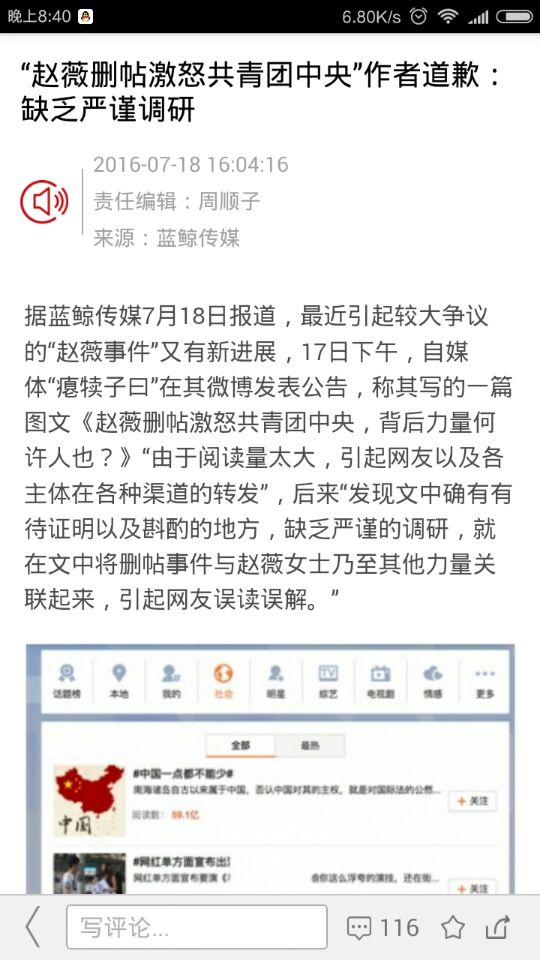 晚上8:40
6.80K/s
“赵薇删帖激怒共青团中央”作者道歉：
缺乏严谨调研
2016-07-18 16:04:16
责任编辑：周顺子
来源：蓝鲸传媒
据蓝鲸传媒7月18日报道，最近引起较大争议
的“赵薇事件”又有新进展，17日下午，自媒
体“瘪犊子曰”在其微博发表公告，称其写的一篇
图文《赵薇删帖激怒共青团中央，背后力量何
许人也？》“由于阅读量太大，引起网友以及各
主体在各种渠道的转发”，后来“发现文中确有有
待证明以及斟酌的地方，缺乏严谨的调研，就
在文中将删帖事件与赵薇女士乃至其他力量关
联起来，引起网友误读误解。”
话题榜 本地 我的 社会 明星 综艺 电视剧 情感 更多
全部 最热
#中国一点都不能少#
南海诸岛自古以来属于中国，否认中国对其的主权，就是对国际法的公然...
+ 关注
阅读数：59.1亿
中国
#网红单方面宣布出演
网红单方面宣布要演《
余你这么浮夸的演技，还在街...
+ 关注
写评论...
116